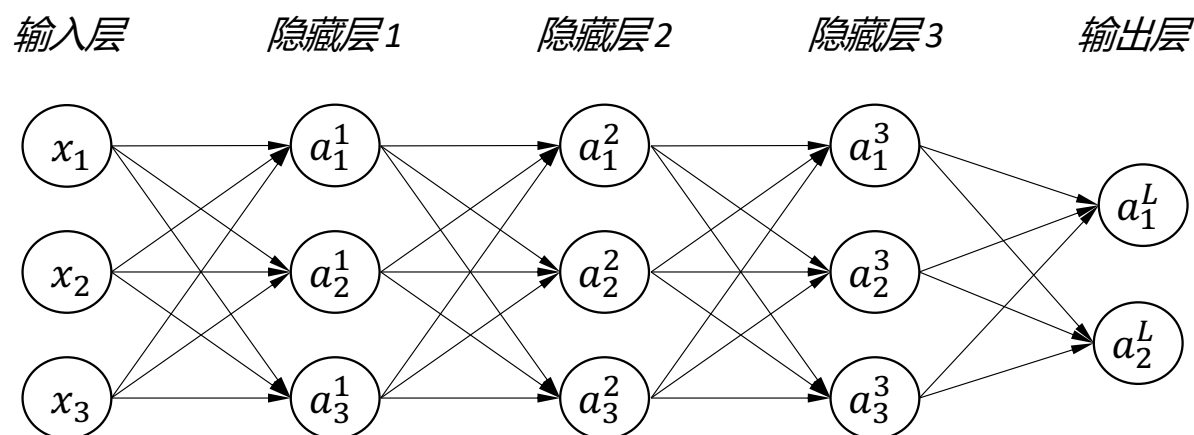 输入层 隐藏层1 隐藏层2 隐藏层3 输出层
x₁ a₁¹ a₁² a₁³
a₁ᴸ
x₂ a₂¹ a₂² a₂³
a₂ᴸ
x₃ a₃¹ a₃² a₃³